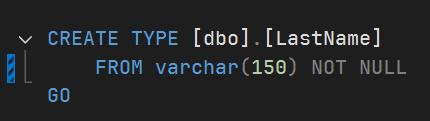 CREATE TYPE [dbo].[LastName]
    FROM varchar(150) NOT NULL
GO